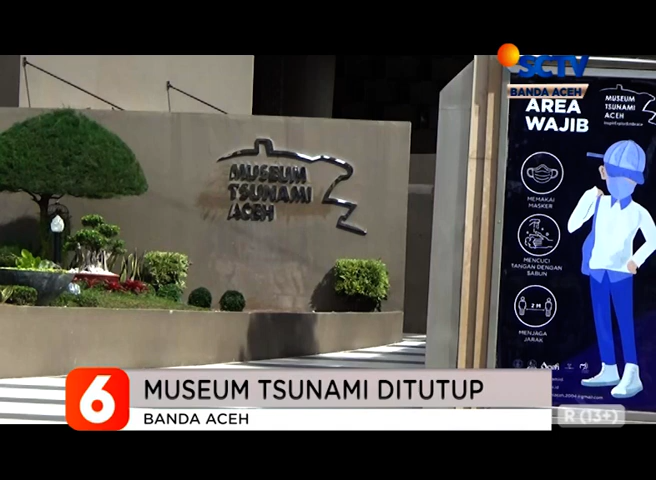 SCTV
BANDA ACEH
AREA
WAJIB
MUSEUM
TSUNAMI
ACEH
MEMAKAI
MASKER
MENCUCI
TANGAN DENGAN
SABUN
2 M
MENJAGA
JARAK
MUSEUM
TSUNAMI
ACEH
6
MUSEUM TSUNAMI DITUTUP
BANDA ACEH
R (13+)